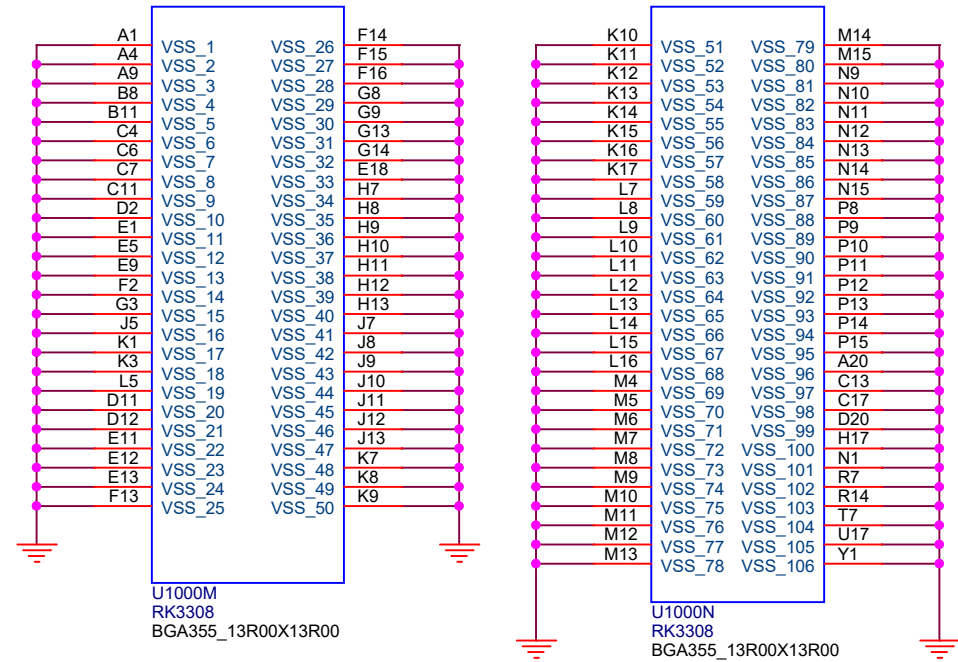 A1 VSS_1 VSS_26 F14
A4 VSS_2 VSS_27 F15
A9 VSS_3 VSS_28 F16
B8 VSS_4 VSS_29 G8
B11 VSS_5 VSS_30 G9
C4 VSS_6 VSS_31 G13
C6 VSS_7 VSS_32 G14
C7 VSS_8 VSS_33 E18
C11 VSS_9 VSS_34 H7
D2 VSS_10 VSS_35 H8
E1 VSS_11 VSS_36 H9
E5 VSS_12 VSS_37 H10
E9 VSS_13 VSS_38 H11
F2 VSS_14 VSS_39 H12
G3 VSS_15 VSS_40 H13
J5 VSS_16 VSS_41 J7
K1 VSS_17 VSS_42 J8
K3 VSS_18 VSS_43 J9
L5 VSS_19 VSS_44 J10
D11 VSS_20 VSS_45 J11
D12 VSS_21 VSS_46 J12
E11 VSS_22 VSS_47 J13
E12 VSS_23 VSS_48 K7
E13 VSS_24 VSS_49 K8
F13 VSS_25 VSS_50 K9
U1000M
RK3308
BGA355_13R00X13R00
K10 VSS_51 VSS_79 M14
K11 VSS_52 VSS_80 M15
K12 VSS_53 VSS_81 N9
K13 VSS_54 VSS_82 N10
K14 VSS_55 VSS_83 N11
K15 VSS_56 VSS_84 N12
K16 VSS_57 VSS_85 N13
K17 VSS_58 VSS_86 N14
L7 VSS_59 VSS_87 N15
L8 VSS_60 VSS_88 P8
L9 VSS_61 VSS_89 P9
L10 VSS_62 VSS_90 P10
L11 VSS_63 VSS_91 P11
L12 VSS_64 VSS_92 P12
L13 VSS_65 VSS_93 P13
L14 VSS_66 VSS_94 P14
L15 VSS_67 VSS_95 P15
L16 VSS_68 VSS_96 A20
M4 VSS_69 VSS_97 C13
M5 VSS_70 VSS_98 C17
M6 VSS_71 VSS_99 D20
M7 VSS_72 VSS_100 H17
M8 VSS_73 VSS_101 N1
M9 VSS_74 VSS_102 R7
M10 VSS_75 VSS_103 R14
M11 VSS_76 VSS_104 T7
M12 VSS_77 VSS_105 U17
M13 VSS_78 VSS_106 Y1
U1000N
RK3308
BGA355_13R00X13R00